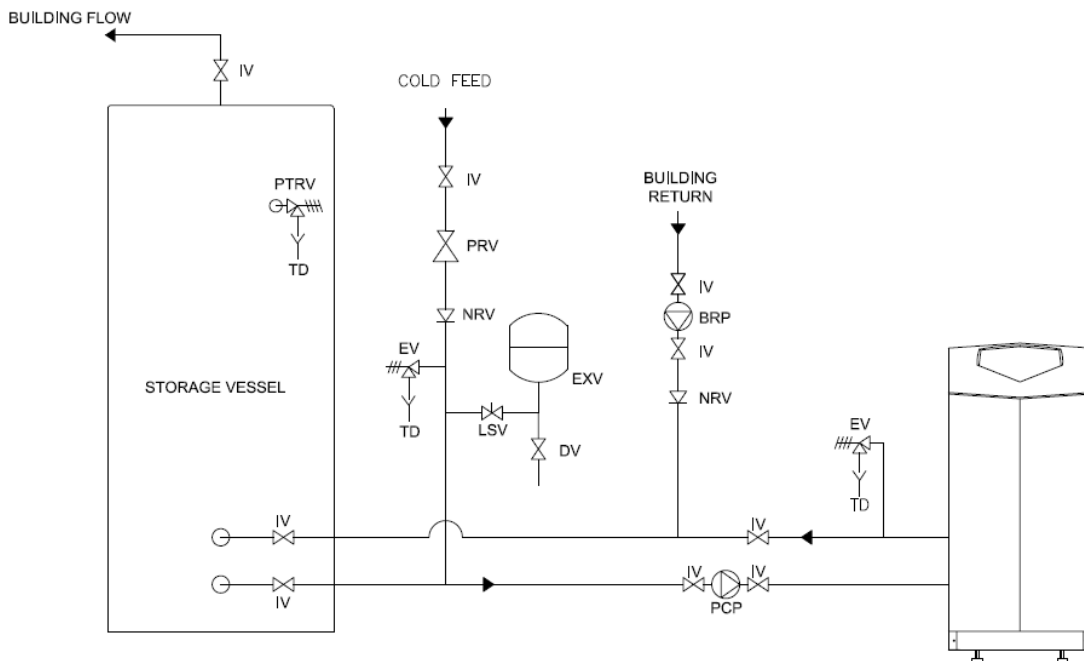 BUILDING FLOW
IV
COLD FEED
IV
PTRV
TD
PRV
BUILDING
RETURN
IV
NRV
BRP
IV
EV
EXV
STORAGE VESSEL
TD
LSV
NRV
DV
EV
TD
IV
IV
IV
IV
IV
PCP